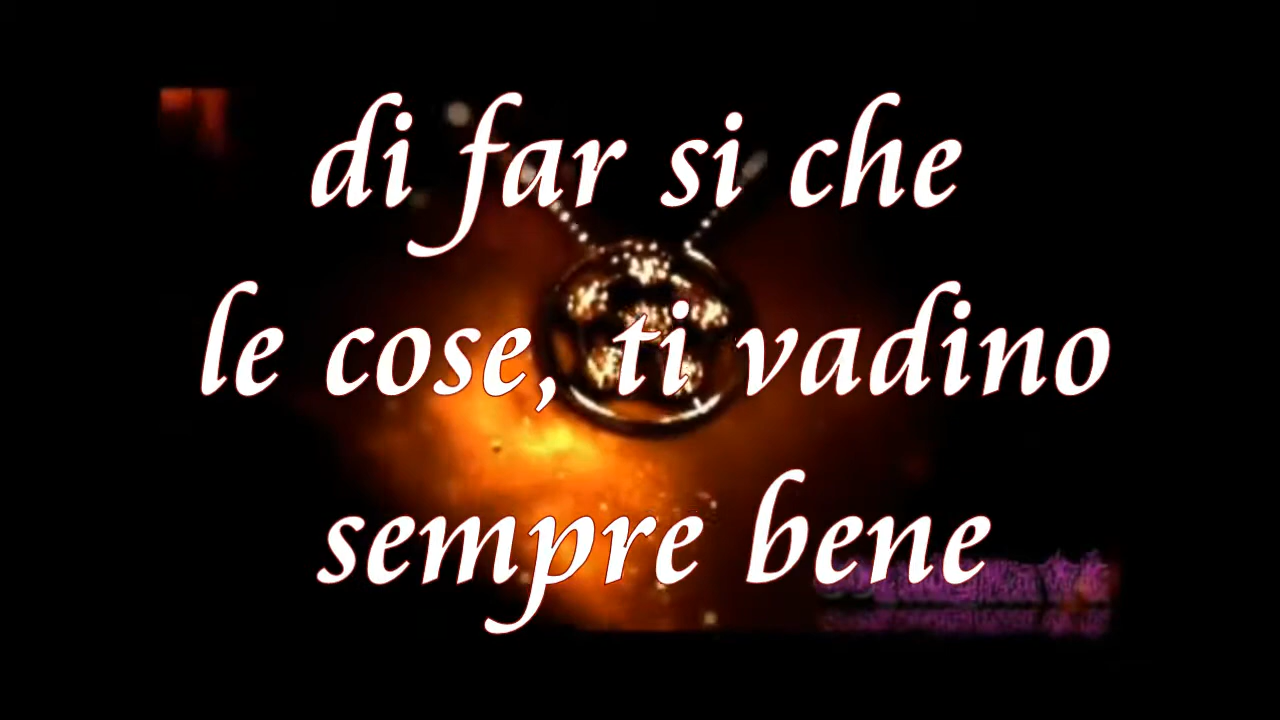 di far si che
le cose, ti vadino
sempre bene